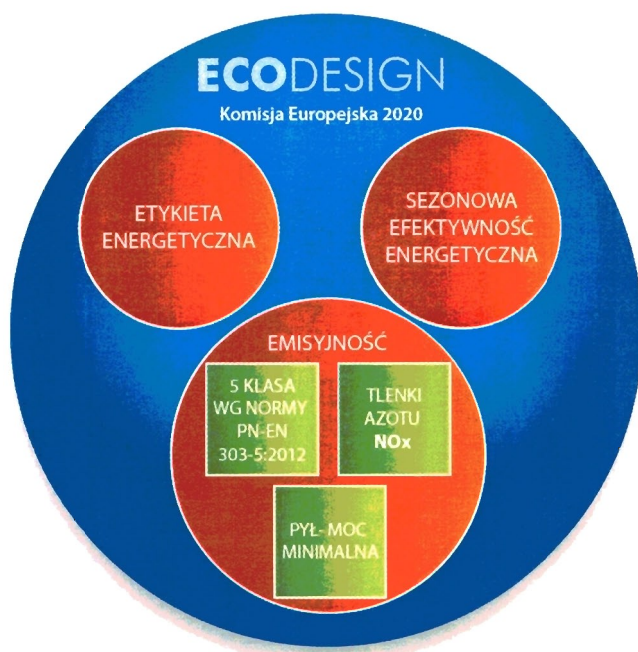 ECODESIGN
Komisja Europejska 2020
ETYKIETA
ENERGETYCZNA
SEZONOWA
EFEKTYWNOŚĆ
ENERGETYCZNA
EMISYJNOŚĆ
5 KLASA
WG NORMY
PN-EN
303-5:2012
TLENKI
AZOTU
NOx
PYŁ- MOC
MINIMALNA